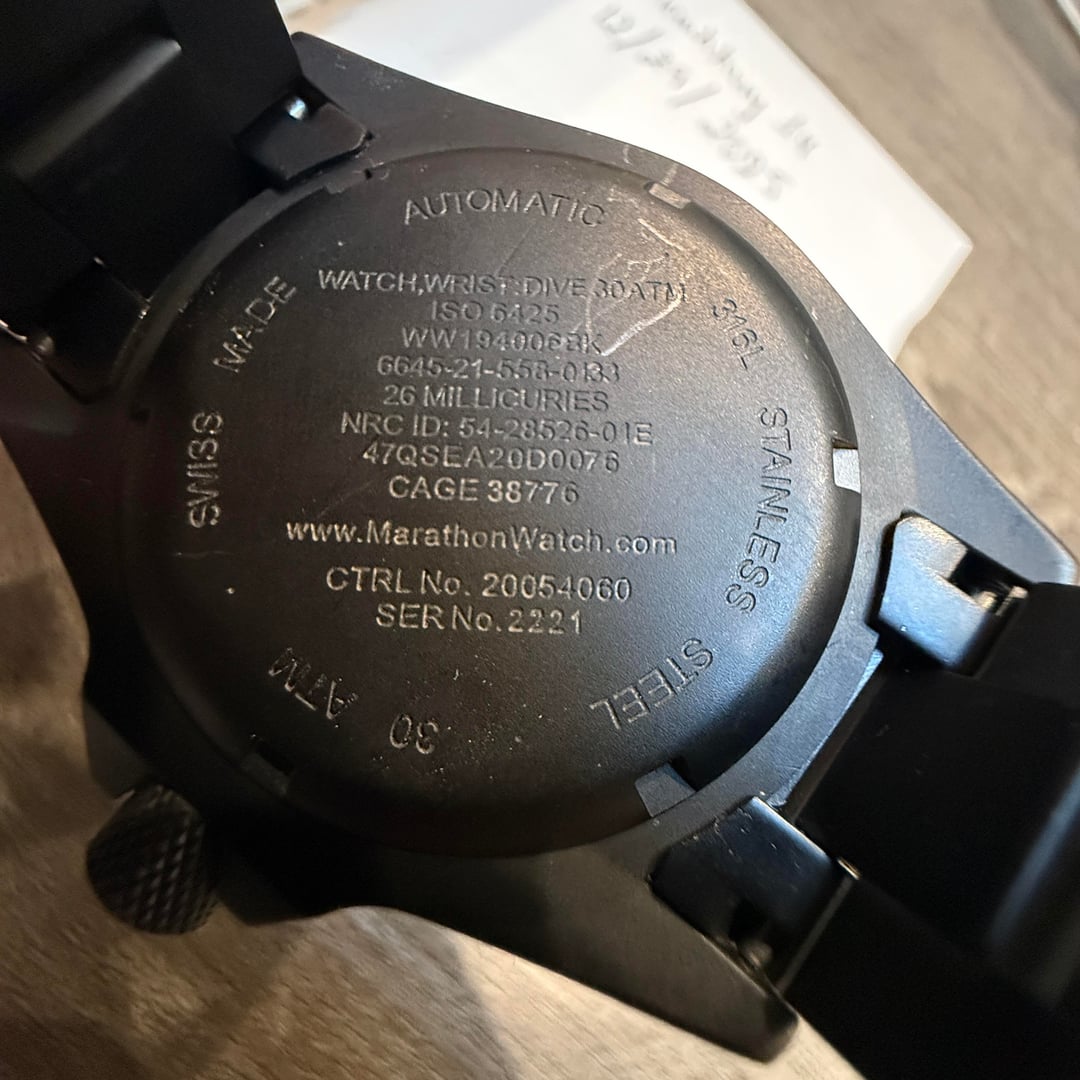 AUTOMATIC
WATCH,WRIST:DIVE 30ATM
ISO 6425
WW194006BK
6645-21-558-0133
26 MILLICURIES
NRC ID: 54-28526-01E
47QSEA20D0076
CAGE 38776
www.MarathonWatch.com
CTRL No. 20054060
SER No. 2221
316L STAINLESS STEEL
30 ATM
SWISS MADE